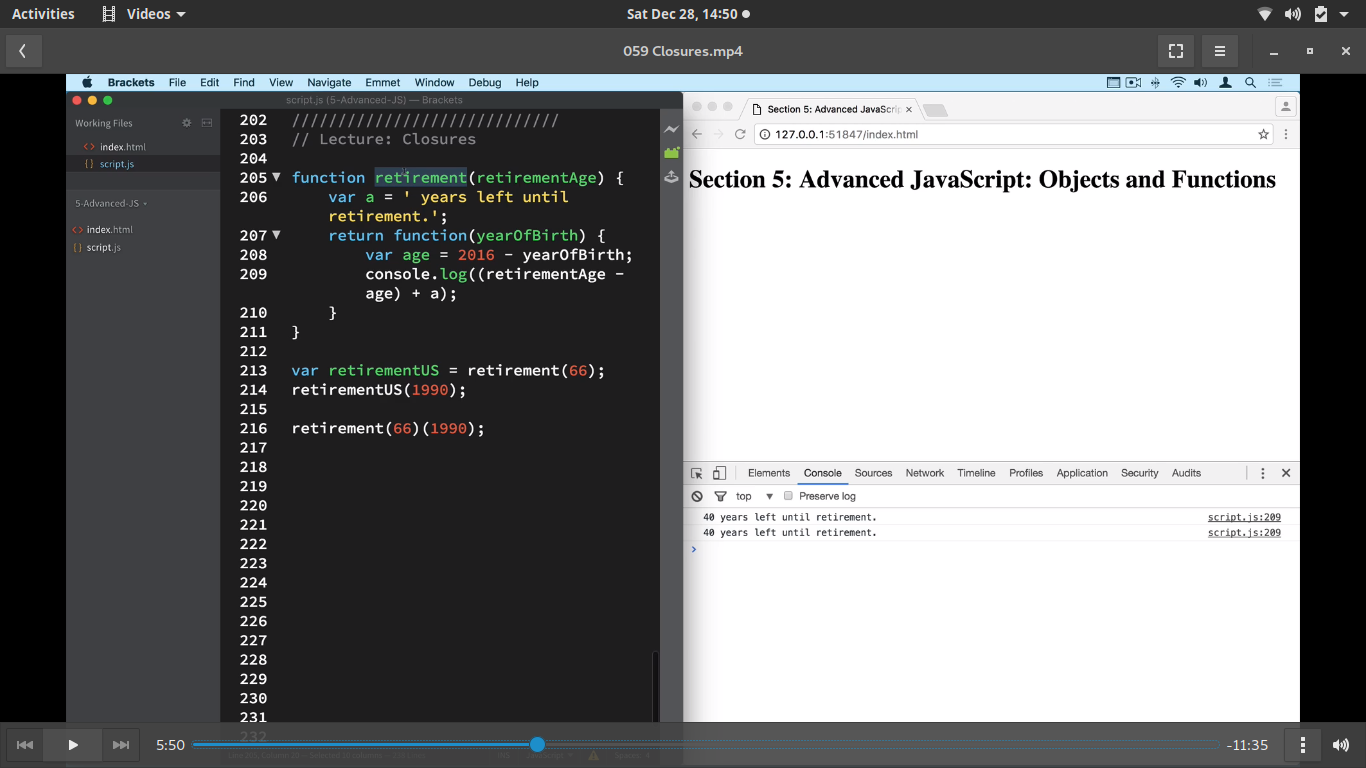 Activities Videos Sat Dec 28, 14:50
059 Closures.mp4
Brackets File Edit Find View Navigate Emmet Window Debug Help
script.js (5-Advanced-JS) — Brackets
Working Files
<> index.html
{} script.js
5-Advanced-JS
<> index.html
{} script.js
202 /////////////////////////////
203 // Lecture: Closures
204
205 function retirement(retirementAge) {
206 var a = ' years left until
retirement.';
207 return function(yearOfBirth) {
208 var age = 2016 - yearOfBirth;
209 console.log((retirementAge -
age) + a);
210 }
211 }
212
213 var retirementUS = retirement(66);
214 retirementUS(1990);
215
216 retirement(66)(1990);
217
218
219
220
221
222
223
224
225
226
227
228
229
230
231
232
Section 5: Advanced JavaScri
127.0.0.1:51847/index.html
Section 5: Advanced JavaScript: Objects and Functions
Elements Console Sources Network Timeline Profiles Application Security Audits
top Preserve log
40 years left until retirement. script.js:209
40 years left until retirement. script.js:209
>
5:50 -11:35